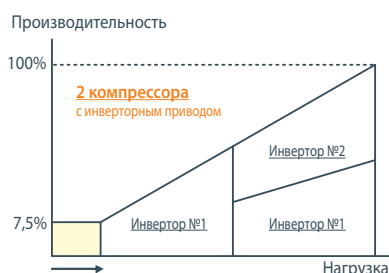 Производительность
100%
2 компрессора
с инверторным приводом
Инвертор №2
7,5%
Инвертор №1
Инвертор №1
Нагрузка